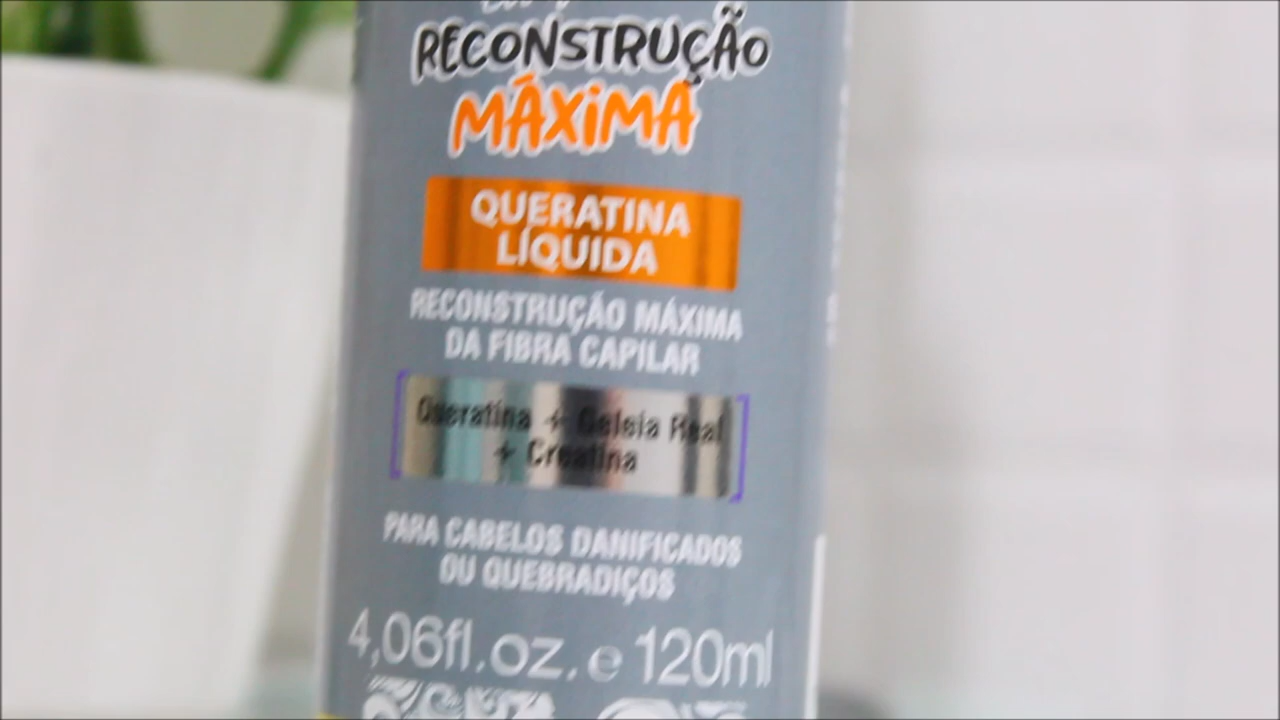 RECONSTRUÇÃO
MÁXIMA
QUERATINA
LÍQUIDA
RECONSTRUÇÃO MÁXIMA
DA FIBRA CAPILAR
Queratina + Geleia Real
+ Creatina
PARA CABELOS DANIFICADOS
OU QUEBRADIÇOS
4,06fl.oz. e 120ml